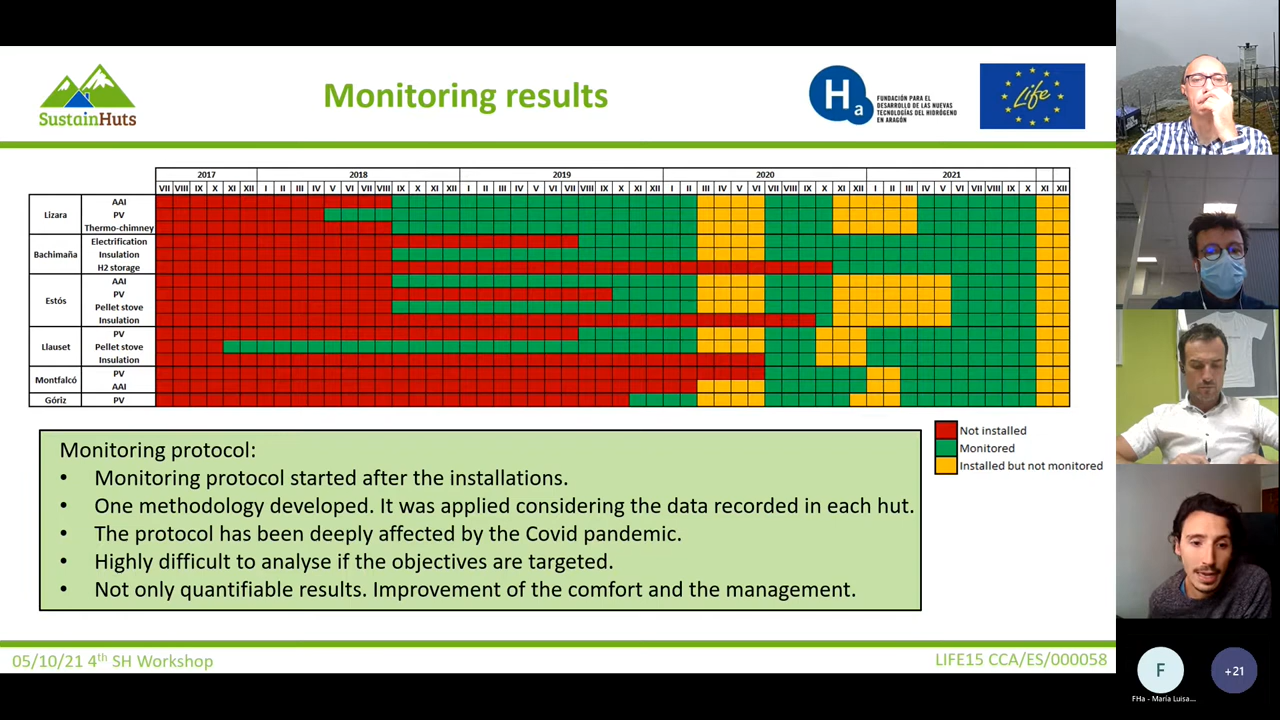 SustainHuts
Monitoring results
Ha
FUNDACIÓN PARA EL
DESARROLLO DE LAS NUEVAS
TECNOLOGÍAS DEL HIDRÓGENO
EN ARAGÓN
Life
2017 2018 2019 2020 2021
VII VIII IX X XI XII I II III IV V VI VII VIII IX X XI XII I II III IV V VI VII VIII IX X XI XII I II III IV V VI VII VIII IX X XI XII I II III IV V VI VII VIII IX X XI XII
Lizara
AAI
PV
Thermo-chimney
Bachimaña
Electrification
Insulation
H2 storage
Estós
AAI
PV
Pellet stove
Insulation
Llauset
PV
Pellet stove
Insulation
Montfalcó
PV
AAI
Góriz
PV
Not installed
Monitored
Installed but not monitored
Monitoring protocol:
• Monitoring protocol started after the installations.
• One methodology developed. It was applied considering the data recorded in each hut.
• The protocol has been deeply affected by the Covid pandemic.
• Highly difficult to analyse if the objectives are targeted.
• Not only quantifiable results. Improvement of the comfort and the management.
05/10/21 4th SH Workshop
LIFE15 CCA/ES/000058
F
FHa - María Luisa...
+21